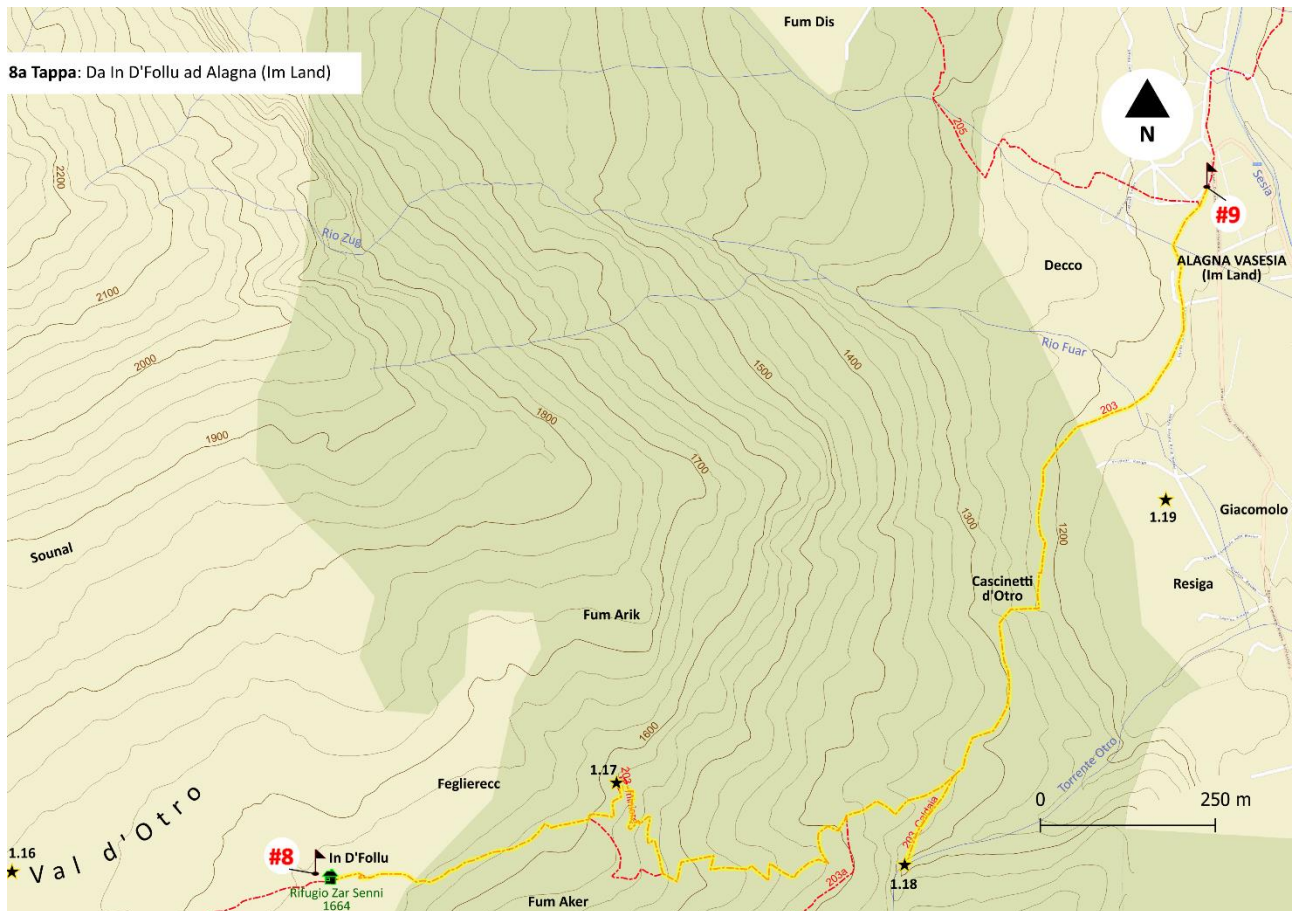 8a Tappa: Da In D'Follu ad Alagna (Im Land)
Fum Dis
N
205
2200
Rio Zug
Il Sesia
#9
ALAGNA VASESIA
(Im Land)
Decco
2100
Rio Fuar
2000
1500
1400
1800
203
1900
1700
1.19
Giacomolo
1300
1200
Sounal
Resiga
Cascinetti
d'Otro
Fum Arik
1600
1.17
Feglierecc
Torrente Otro
0
250 m
203 Caldaia
Val d'Otro
1.16
#8
In D'Follu
Rifugio Zar Senni
1664
203a
1.18
Fum Aker